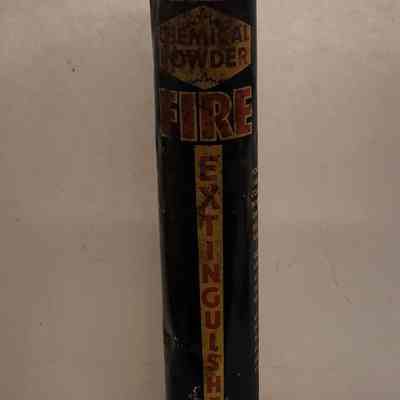 CHEMICAL
POWDER
FIRE
EXTINGUISH